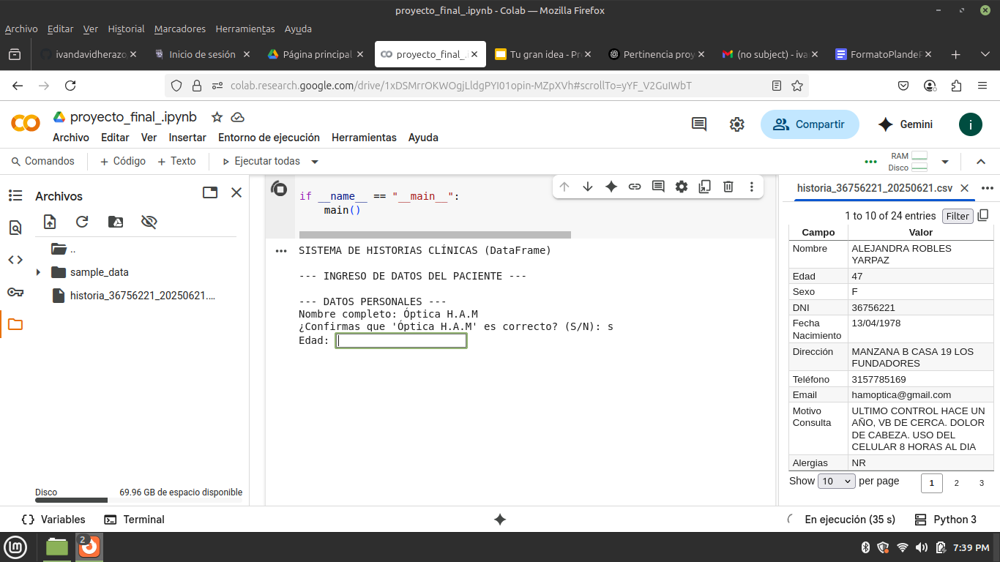 proyecto_final_.ipynb - Colab — Mozilla Firefox
Archivo Editar Ver Historial Marcadores Herramientas Ayuda
ivandavidherazo
Inicio de sesión
Página principal
proyecto_final_.i
Tu gran idea - Pr
Pertinencia proy
(no subject) - iva
FormatoPlandeF
colab.research.google.com/drive/1xDSMrrOKWOgjLldgPYI01opin-MZpXVh#scrollTo=yYF_V2GuIWbT
CO
proyecto_final_.ipynb
Archivo Editar Ver Insertar Entorno de ejecución Herramientas Ayuda
Compartir
Gemini
i
Comandos
+ Código + Texto
Ejecutar todas
RAM
Disco
Archivos
..
sample_data
historia_36756221_20250621....
Disco
69.96 GB de espacio disponible
if __name__ == "__main__":
main()
SISTEMA DE HISTORIAS CLÍNICAS (DataFrame)
--- INGRESO DE DATOS DEL PACIENTE ---
--- DATOS PERSONALES ---
Nombre completo: Óptica H.A.M
¿Confirmas que 'Óptica H.A.M' es correcto? (S/N): s
Edad:
historia_36756221_20250621.csv
1 to 10 of 24 entries Filter
Campo Valor
Nombre ALEJANDRA ROBLES
YARPAZ
Edad 47
Sexo F
DNI 36756221
Fecha 13/04/1978
Nacimiento
Dirección MANZANA B CASA 19 LOS
FUNDADORES
Teléfono 3157785169
Email hamoptica@gmail.com
Motivo ULTIMO CONTROL HACE UN
Consulta AÑO, VB DE CERCA. DOLOR
DE CABEZA. USO DEL
CELULAR 8 HORAS AL DIA
Alergias NR
Show 10 per page 1 2 3
Variables Terminal
En ejecución (35 s)
Python 3
2
7:39 PM